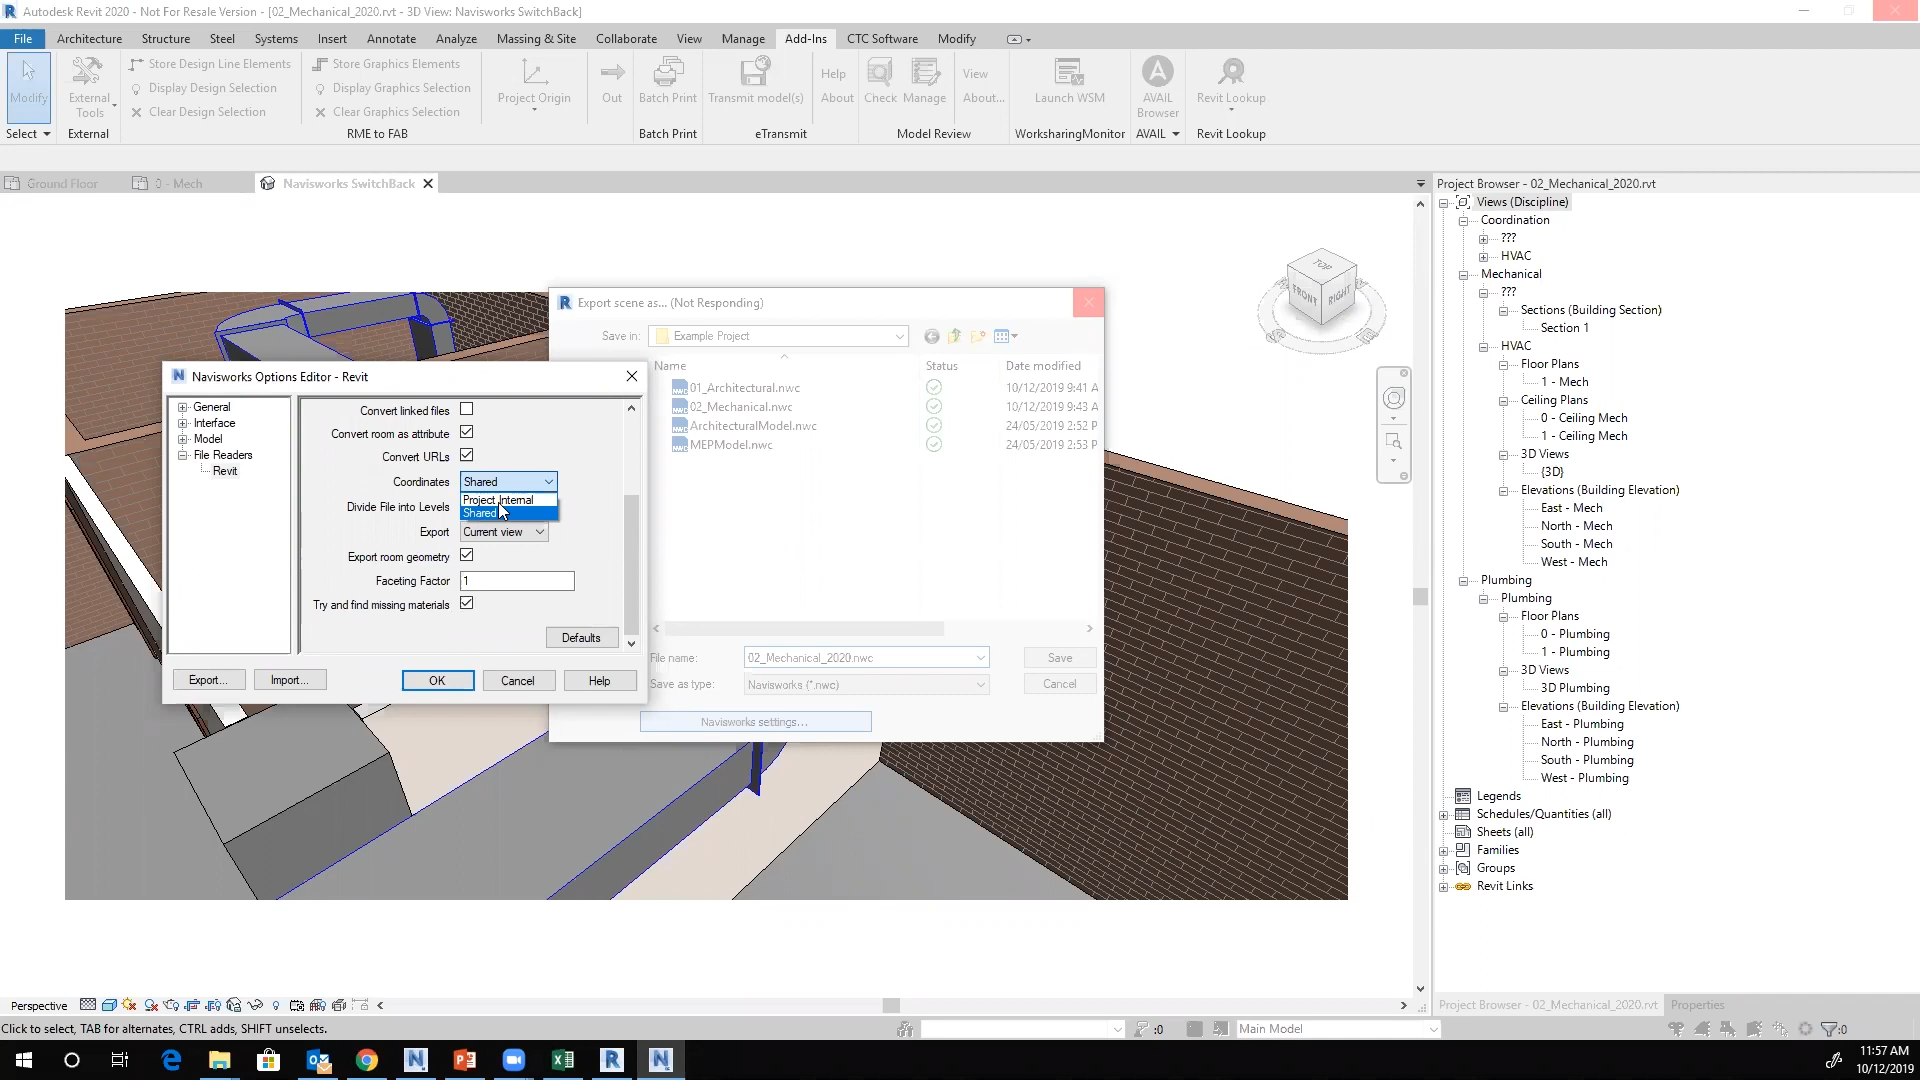 Autodesk Revit 2020 - Not For Resale Version - [02_Mechanical_2020.rvt - 3D View: Navisworks SwitchBack]
File Architecture Structure Steel Systems Insert Annotate Analyze Massing & Site Collaborate View Manage Add-Ins CTC Software Modify
Modify
External Tools
Store Design Line Elements
Display Design Selection
Clear Design Selection
Store Graphics Elements
Display Graphics Selection
Clear Graphics Selection
Project Origin
Out
Batch Print
Transmit model(s)
Help
About
Check
Manage
View
About...
Launch WSM
AVAIL Browser
Revit Lookup
Select External RME to FAB Batch Print eTransmit Model Review WorksharingMonitor AVAIL Revit Lookup
Ground Floor 0 - Mech Navisworks SwitchBack
TOP
FRONT
RIGHT
Export scene as... (Not Responding)
Save in: Example Project
Name Status Date modified
01_Architectural.nwc 10/12/2019 9:41 A
02_Mechanical.nwc 10/12/2019 9:43 A
ArchitecturalModel.nwc 24/05/2019 2:52 P
MEPModel.nwc 24/05/2019 2:53 P
File name: 02_Mechanical_2020.nwc Save
Save as type: Navisworks (*.nwc) Cancel
Navisworks settings...
Navisworks Options Editor - Revit
General
Interface
Model
File Readers
Revit
Convert linked files
Convert room as attribute
Convert URLs
Coordinates Shared
Project Internal
Shared
Divide File into Levels
Export Current view
Export room geometry
Faceting Factor 1
Try and find missing materials
Defaults
Export... Import... OK Cancel Help
Project Browser - 02_Mechanical_2020.rvt
Views (Discipline)
Coordination
???
HVAC
Mechanical
???
Sections (Building Section)
Section 1
HVAC
Floor Plans
1 - Mech
Ceiling Plans
0 - Ceiling Mech
1 - Ceiling Mech
3D Views
{3D}
Elevations (Building Elevation)
East - Mech
North - Mech
South - Mech
West - Mech
Plumbing
Plumbing
Floor Plans
0 - Plumbing
1 - Plumbing
3D Views
3D Plumbing
Elevations (Building Elevation)
East - Plumbing
North - Plumbing
South - Plumbing
West - Plumbing
Legends
Schedules/Quantities (all)
Sheets (all)
Families
Groups
Revit Links
Perspective
Project Browser - 02_Mechanical_2020.rvt Properties
Click to select, TAB for alternates, CTRL adds, SHIFT unselects.
:0
Main Model
:0
11:57 AM
10/12/2019